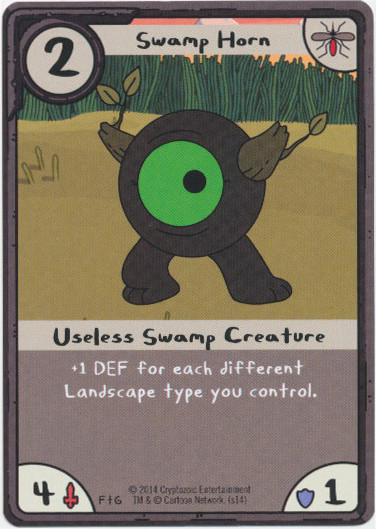 2
Swamp Horn
Useless Swamp Creature
+1 DEF for each different
Landscape type you control.
4
FtG
© 2014 Cryptozoic Entertainment
TM & © Cartoon Network. (s14)
1